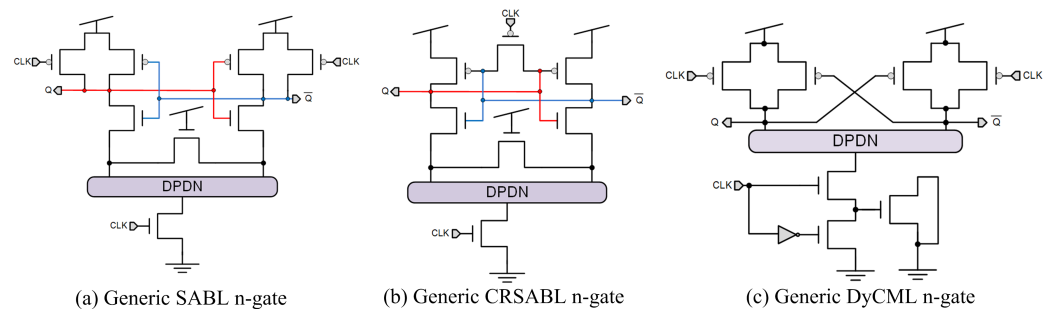 CLK
CLK
Q
Q
DPDN
CLK
(a) Generic SABL n-gate
CLK
Q
Q
DPDN
CLK
(b) Generic CRSABL n-gate
CLK
CLK
Q
Q
DPDN
CLK
(c) Generic DyCML n-gate